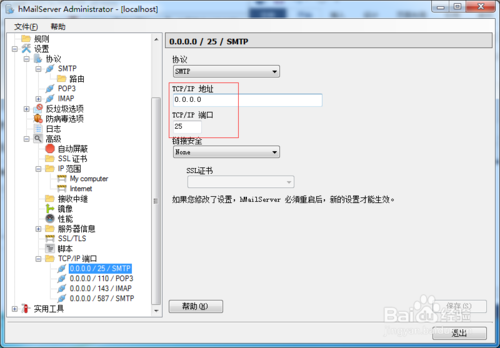 hMailServer Administrator - [localhost]
文件(F) 帮助
规则
设置
协议
SMTP
路由
POP3
IMAP
反垃圾选项
防病毒选项
日志
高级
自动屏蔽
SSL 证书
IP 范围
My computer
Internet
接收中继
镜像
性能
服务器信息
SSL/TLS
脚本
TCP/IP 端口
0.0.0.0 / 25 / SMTP
0.0.0.0 / 110 / POP3
0.0.0.0 / 143 / IMAP
0.0.0.0 / 587 / SMTP
实用工具
0.0.0.0 / 25 / SMTP
协议
SMTP
TCP/IP 地址
0.0.0.0
TCP/IP 端口
25
链接安全
None
SSL证书
如果您修改了设置，hMailServer 必须重启后，新的设置才能生效。
帮助(H)
保存(S)
Baidu 经验
退出